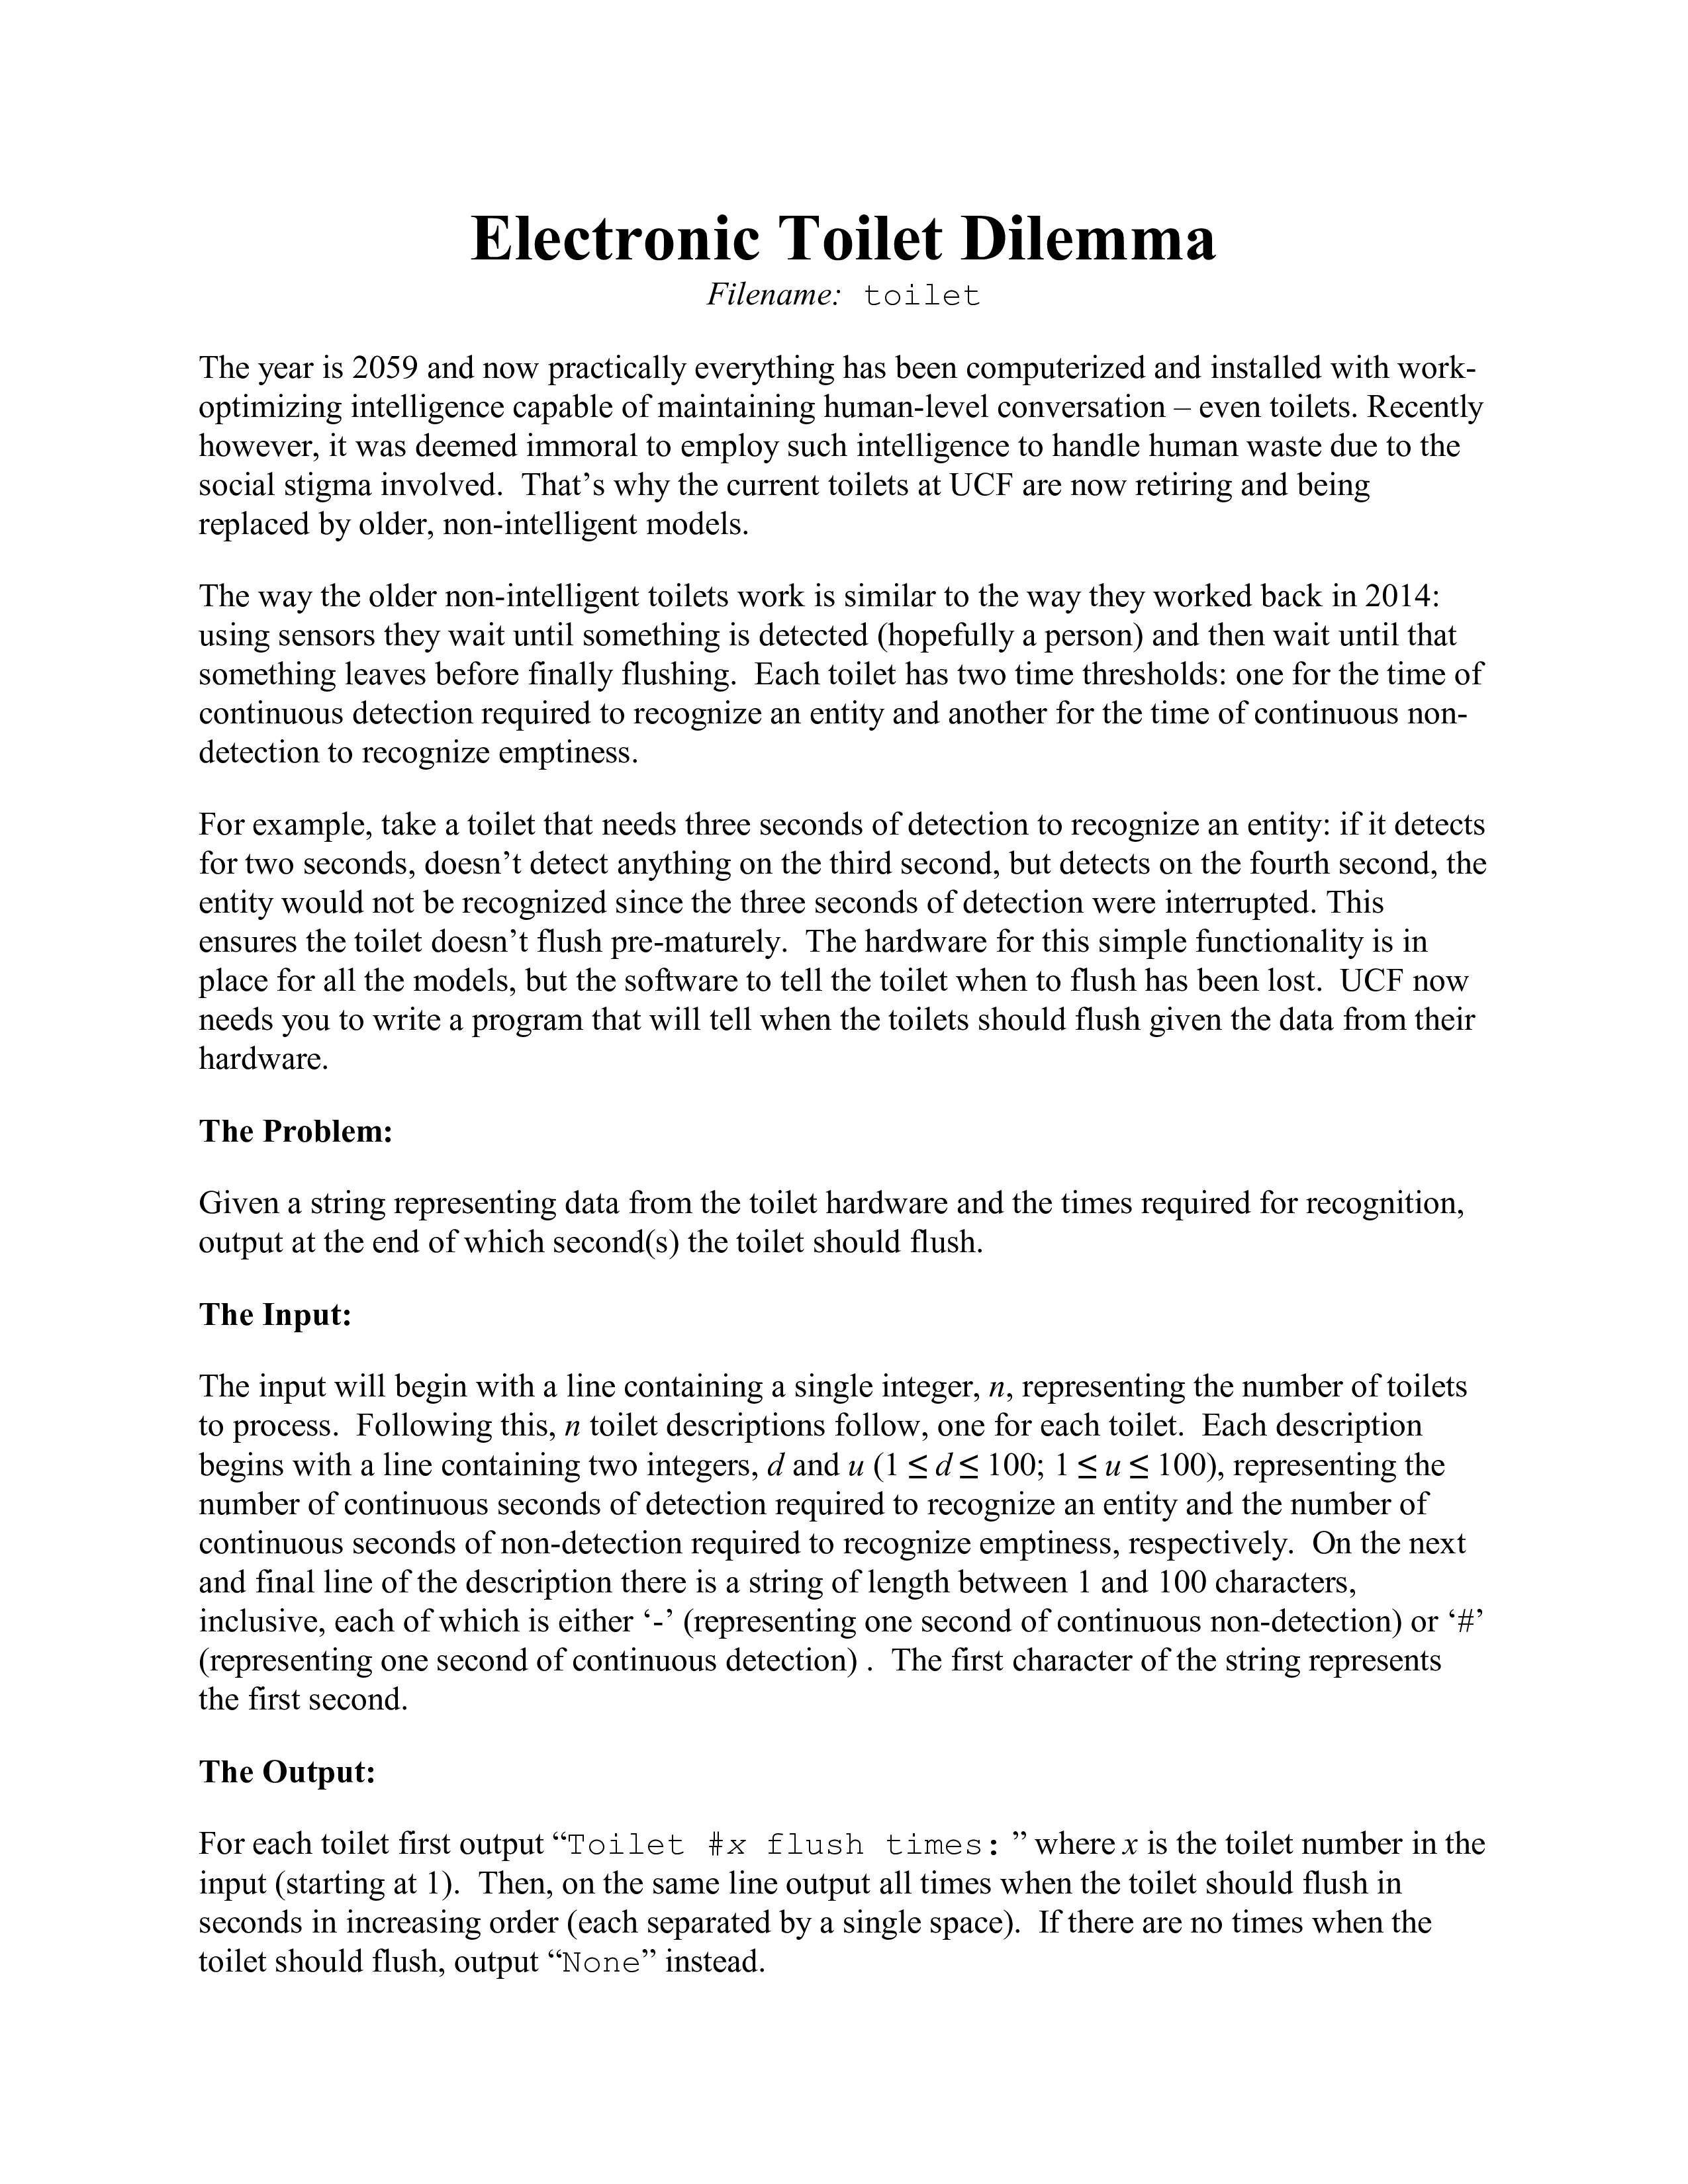 Electronic Toilet Dilemma
Filename: toilet
The year is 2059 and now practically everything has been computerized and installed with work-
optimizing intelligence capable of maintaining human-level conversation – even toilets. Recently
however, it was deemed immoral to employ such intelligence to handle human waste due to the
social stigma involved.  That’s why the current toilets at UCF are now retiring and being
replaced by older, non-intelligent models.
The way the older non-intelligent toilets work is similar to the way they worked back in 2014:
using sensors they wait until something is detected (hopefully a person) and then wait until that
something leaves before finally flushing.  Each toilet has two time thresholds: one for the time of
continuous detection required to recognize an entity and another for the time of continuous non-
detection to recognize emptiness.
For example, take a toilet that needs three seconds of detection to recognize an entity: if it detects
for two seconds, doesn’t detect anything on the third second, but detects on the fourth second, the
entity would not be recognized since the three seconds of detection were interrupted. This
ensures the toilet doesn’t flush pre-maturely.  The hardware for this simple functionality is in
place for all the models, but the software to tell the toilet when to flush has been lost.  UCF now
needs you to write a program that will tell when the toilets should flush given the data from their
hardware.
The Problem:
Given a string representing data from the toilet hardware and the times required for recognition,
output at the end of which second(s) the toilet should flush.
The Input:
The input will begin with a line containing a single integer, n, representing the number of toilets
to process.  Following this, n toilet descriptions follow, one for each toilet.  Each description
begins with a line containing two integers, d and u (1 ≤ d ≤ 100; 1 ≤ u ≤ 100), representing the
number of continuous seconds of detection required to recognize an entity and the number of
continuous seconds of non-detection required to recognize emptiness, respectively.  On the next
and final line of the description there is a string of length between 1 and 100 characters,
inclusive, each of which is either ‘-’ (representing one second of continuous non-detection) or ‘#’
(representing one second of continuous detection) .  The first character of the string represents
the first second.
The Output:
For each toilet first output “Toilet #x flush times: ” where x is the toilet number in the
input (starting at 1).  Then, on the same line output all times when the toilet should flush in
seconds in increasing order (each separated by a single space).  If there are no times when the
toilet should flush, output “None” instead.